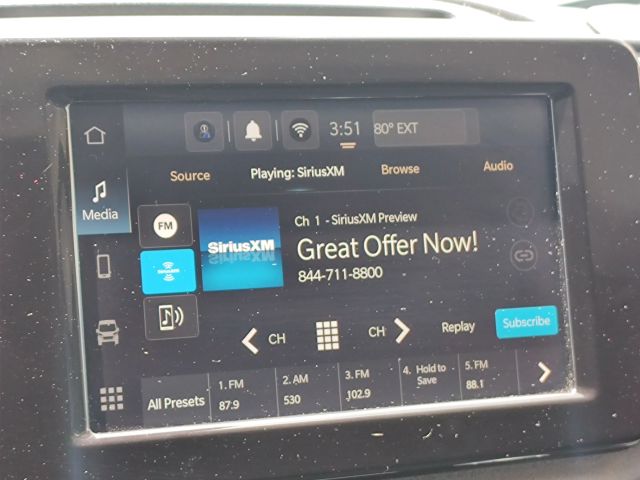 3:51 80° EXT
Source Playing: SiriusXM Browse Audio
Media
FM
SIRIUSXM
SiriusXM
Ch 1 - SiriusXM Preview
Great Offer Now!
844-711-8800
CH CH Replay Subscribe
All Presets
1. FM
87.9
2. AM
530
3. FM
102.9
4. Hold to
Save
5. FM
88.1